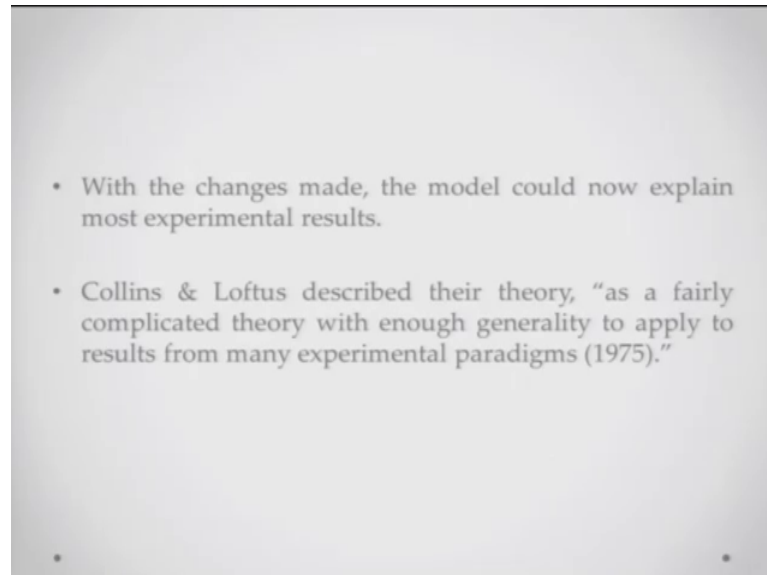 • With the changes made, the model could now explain
most experimental results.
• Collins & Loftus described their theory, “as a fairly
complicated theory with enough generality to apply to
results from many experimental paradigms (1975).”